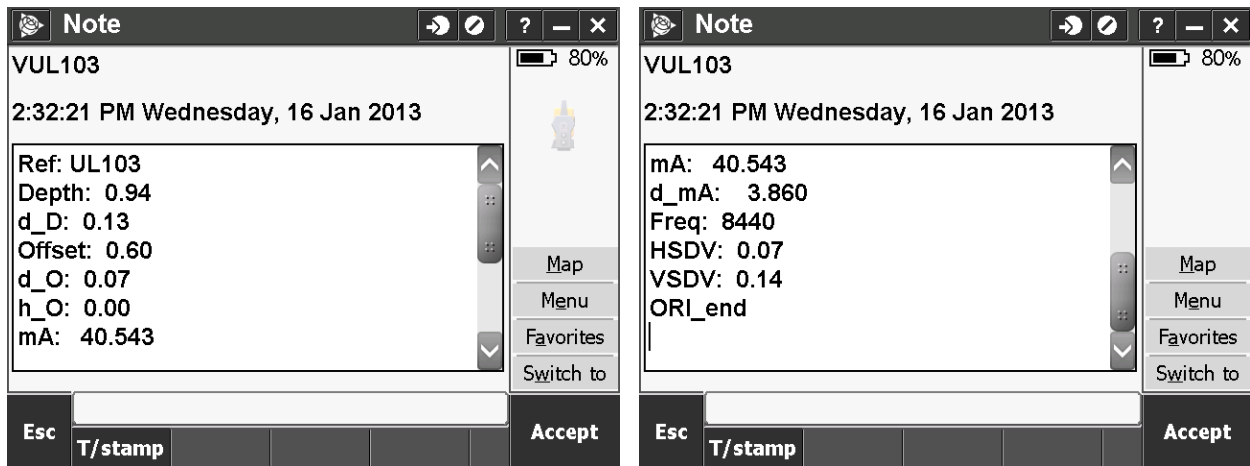 Note
? – ×
VUL103
80%
2:32:21 PM Wednesday, 16 Jan 2013
Ref: UL103
Depth: 0.94
d_D: 0.13
Offset: 0.60
d_O: 0.07
h_O: 0.00
mA: 40.543
Map
Menu
Favorites
Switch to
Esc
T/stamp
Accept
Note
? – ×
VUL103
80%
2:32:21 PM Wednesday, 16 Jan 2013
mA: 40.543
d_mA: 3.860
Freq: 8440
HSDV: 0.07
VSDV: 0.14
ORI_end
Map
Menu
Favorites
Switch to
Esc
T/stamp
Accept